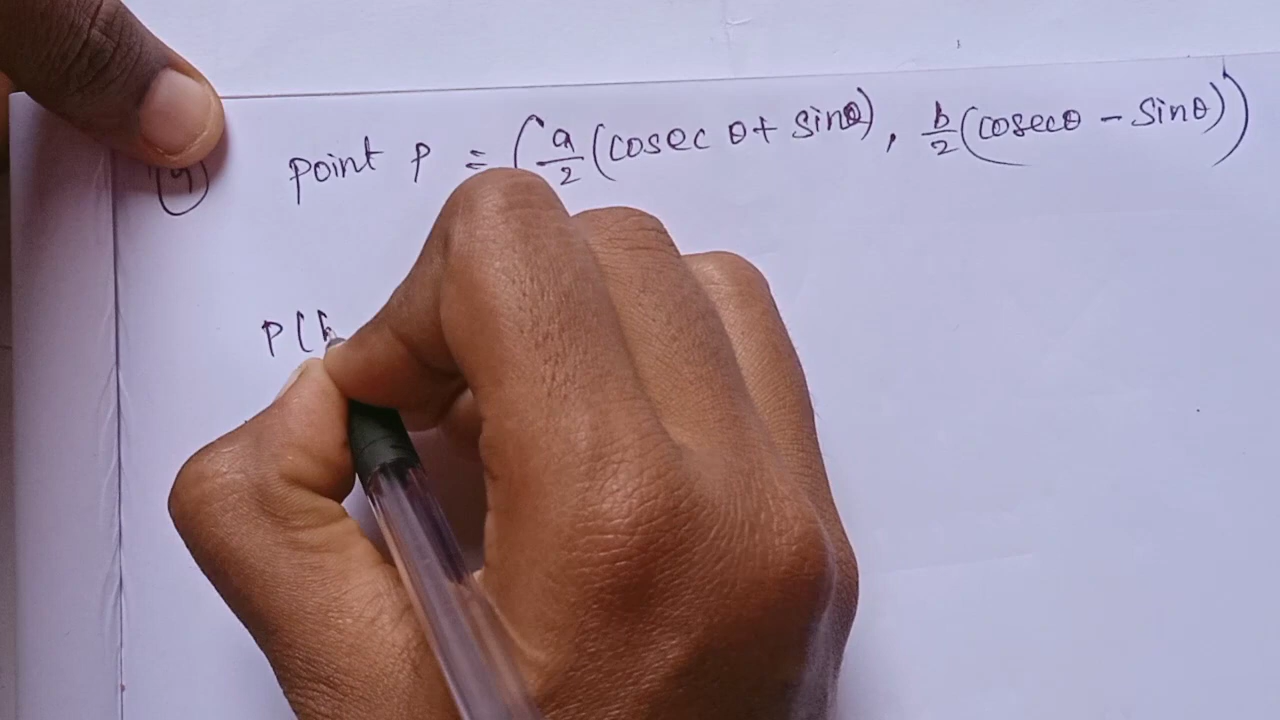 point P = (a/2(cosec θ + sinθ), b/2(cosecθ - sinθ))
P(h